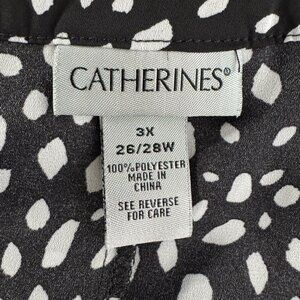 CATHERINES®
3X
26/28W
100% POLYESTER
MADE IN
CHINA
SEE REVERSE
FOR CARE